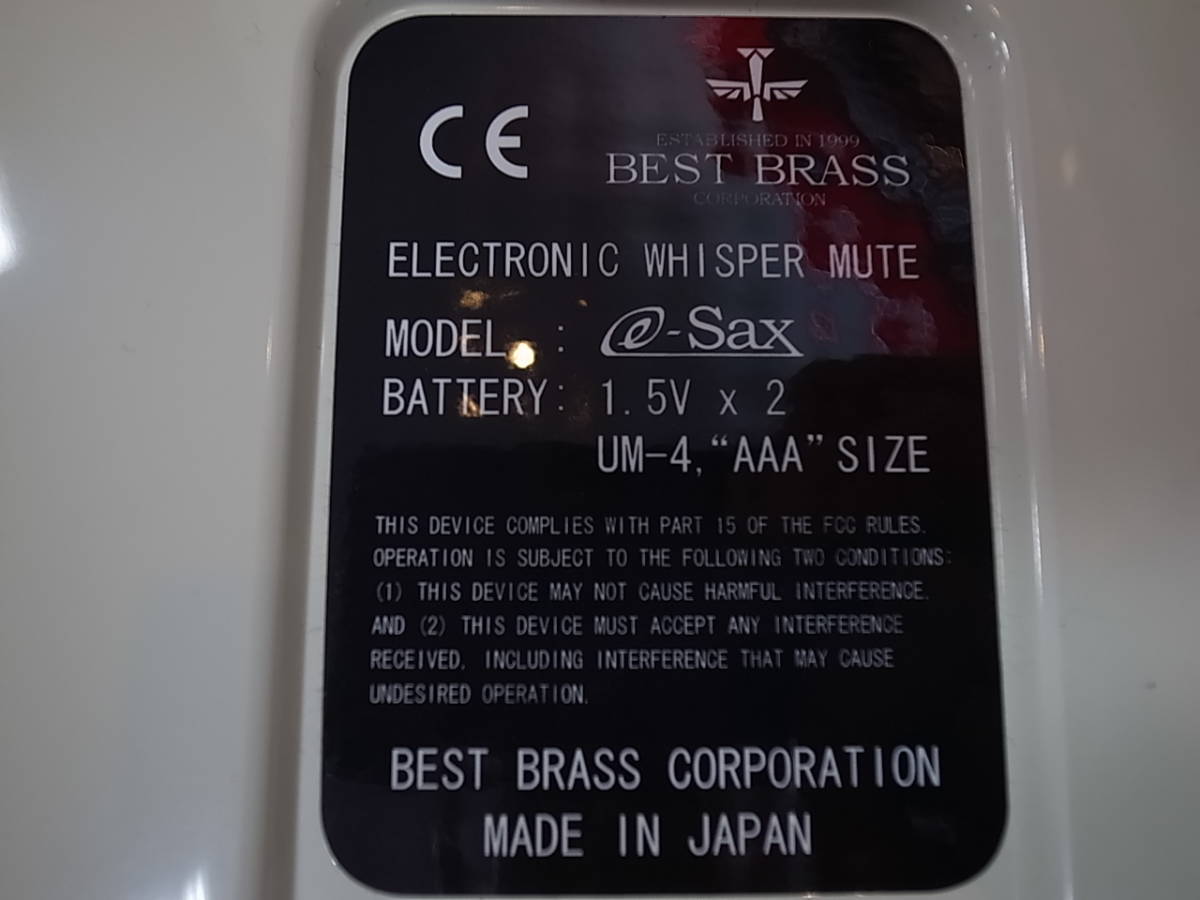 CE
ESTABLISHED IN 1999
BEST BRASS
CORPORATION
ELECTRONIC WHISPER MUTE
MODEL : e-Sax
BATTERY: 1.5V x 2
UM-4, “AAA” SIZE
THIS DEVICE COMPLIES WITH PART 15 OF THE FCC RULES.
OPERATION IS SUBJECT TO THE FOLLOWING TWO CONDITIONS:
(1) THIS DEVICE MAY NOT CAUSE HARMFUL INTERFERENCE.
AND (2) THIS DEVICE MUST ACCEPT ANY INTERFERENCE
RECEIVED, INCLUDING INTERFERENCE THAT MAY CAUSE
UNDESIRED OPERATION.
BEST BRASS CORPORATION
MADE IN JAPAN